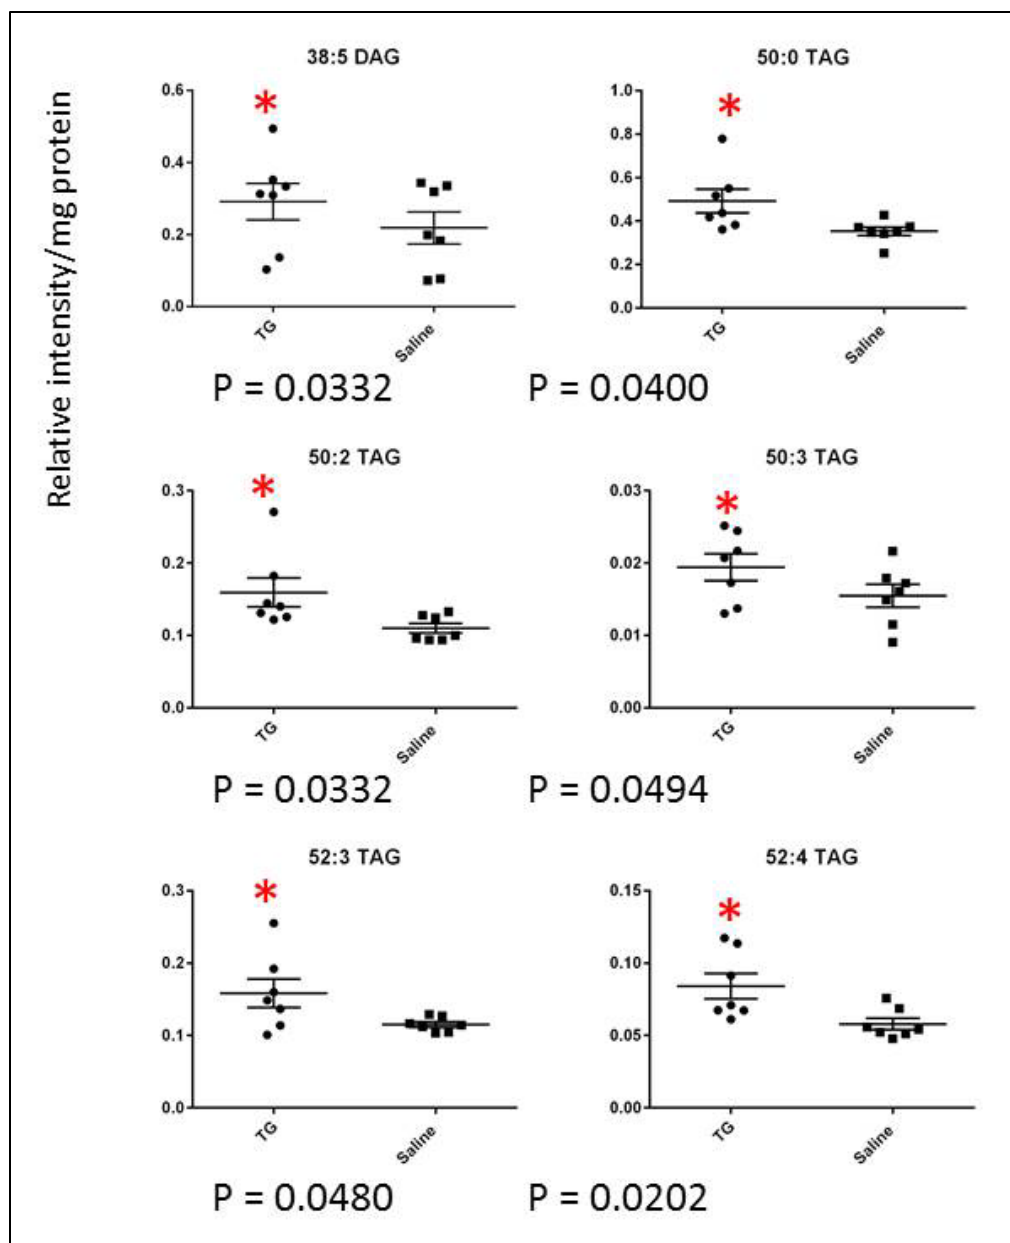 Relative intensity/mg protein
38:5 DAG
0.6
0.4
0.2
0.0
*
TG
Saline
P = 0.0332
50:0 TAG
1.0
0.8
0.6
0.4
0.2
0.0
*
TG
Saline
P = 0.0400
50:2 TAG
0.3
0.2
0.1
0.0
*
TG
Saline
P = 0.0332
50:3 TAG
0.03
0.02
0.01
0.00
*
TG
Saline
P = 0.0494
52:3 TAG
0.3
0.2
0.1
0.0
*
TG
Saline
P = 0.0480
52:4 TAG
0.15
0.10
0.05
0.00
*
TG
Saline
P = 0.0202